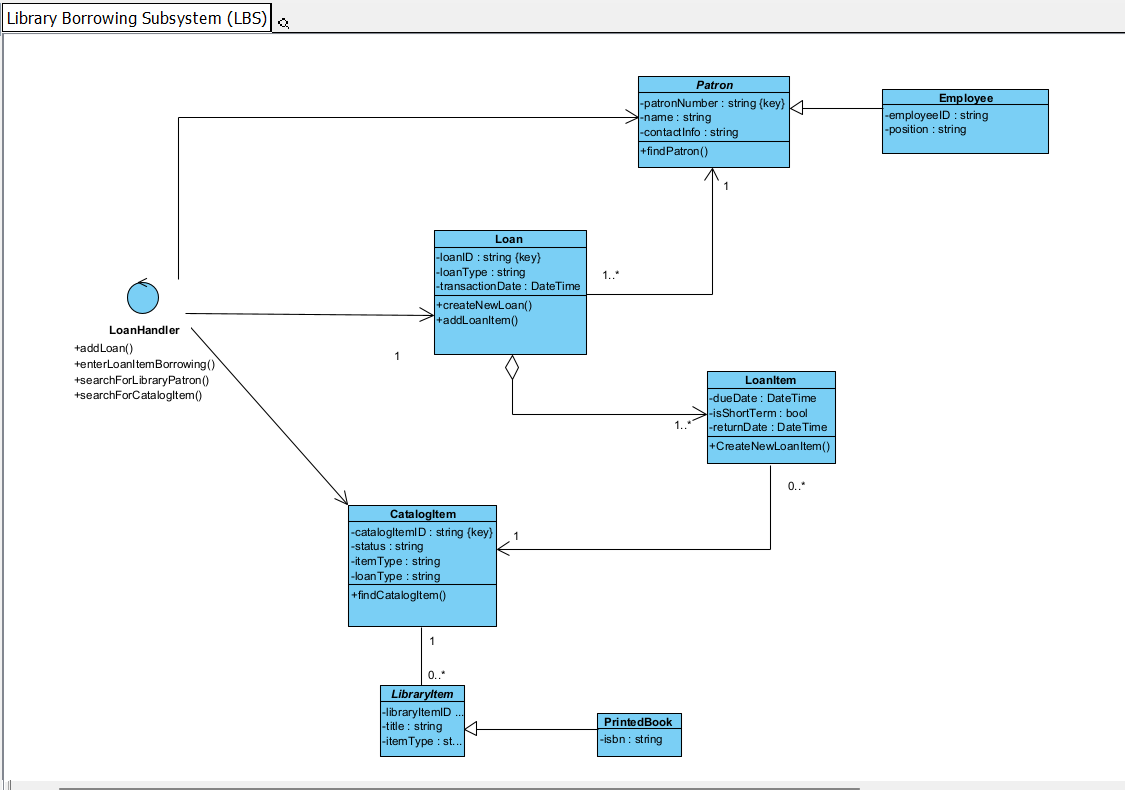 Library Borrowing Subsystem (LBS)
Patron
-patronNumber : string {key}
-name : string
-contactInfo : string
+findPatron()
Employee
-employeeID : string
-position : string
1
Loan
-loanID : string {key}
-loanType : string
-transactionDate : DateTime
+createNewLoan()
+addLoanItem()
1..*
LoanHandler
+addLoan()
+enterLoanItemBorrowing()
+searchForLibraryPatron()
+searchForCatalogItem()
1
LoanItem
-dueDate : DateTime
-isShortTerm : bool
-returnDate : DateTime
+CreateNewLoanItem()
1..*
0..*
CatalogItem
-catalogItemID : string {key}
-status : string
-itemType : string
-loanType : string
+findCatalogItem()
1
1
0..*
LibraryItem
-libraryItemID ...
-title : string
-itemType : st...
PrintedBook
-isbn : string